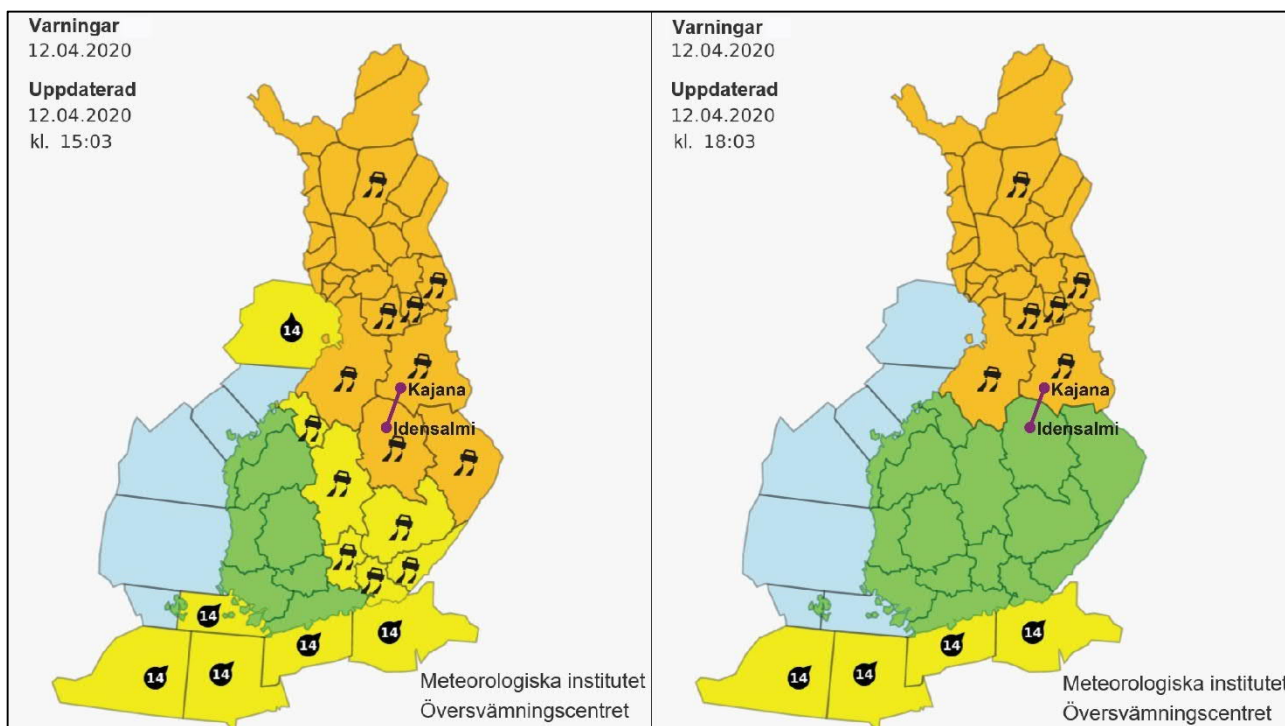 Varningar
12.04.2020
Uppdaterad
12.04.2020
kl. 15:03
14
Kajana
Idensalmi
14
14
14
14
14
Meteorologiska institutet
Översvämningscentret
Varningar
12.04.2020
Uppdaterad
12.04.2020
kl. 18:03
Kajana
Idensalmi
14
14
14
14
Meteorologiska institutet
Översvämningscentret